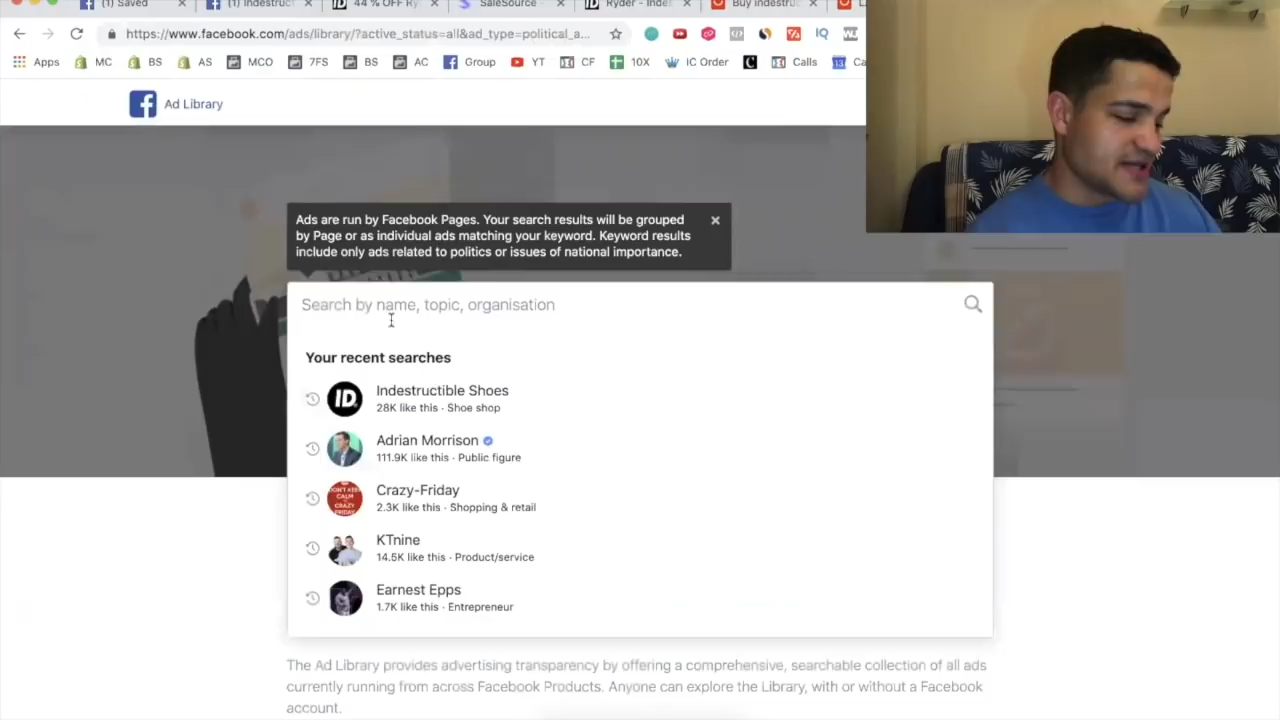 (1) Saved
(1) Indestruc
44 % OFF Ry
SaleSource
Ryder - Indes
Buy Indestruc
https://www.facebook.com/ads/library/?active_status=all&ad_type=political_a...
Apps MC BS AS MCO 7FS BS AC Group YT CF 10X IC Order Calls Ca
Ad Library
Ads are run by Facebook Pages. Your search results will be grouped
by Page or as individual ads matching your keyword. Keyword results
include only ads related to politics or issues of national importance.
Search by name, topic, organisation
Your recent searches
ID
Indestructible Shoes
28K like this · Shoe shop
Adrian Morrison
111.9K like this · Public figure
Crazy-Friday
2.3K like this · Shopping & retail
KTnine
14.5K like this · Product/service
Earnest Epps
1.7K like this · Entrepreneur
The Ad Library provides advertising transparency by offering a comprehensive, searchable collection of all ads
currently running from across Facebook Products. Anyone can explore the Library, with or without a Facebook
account.